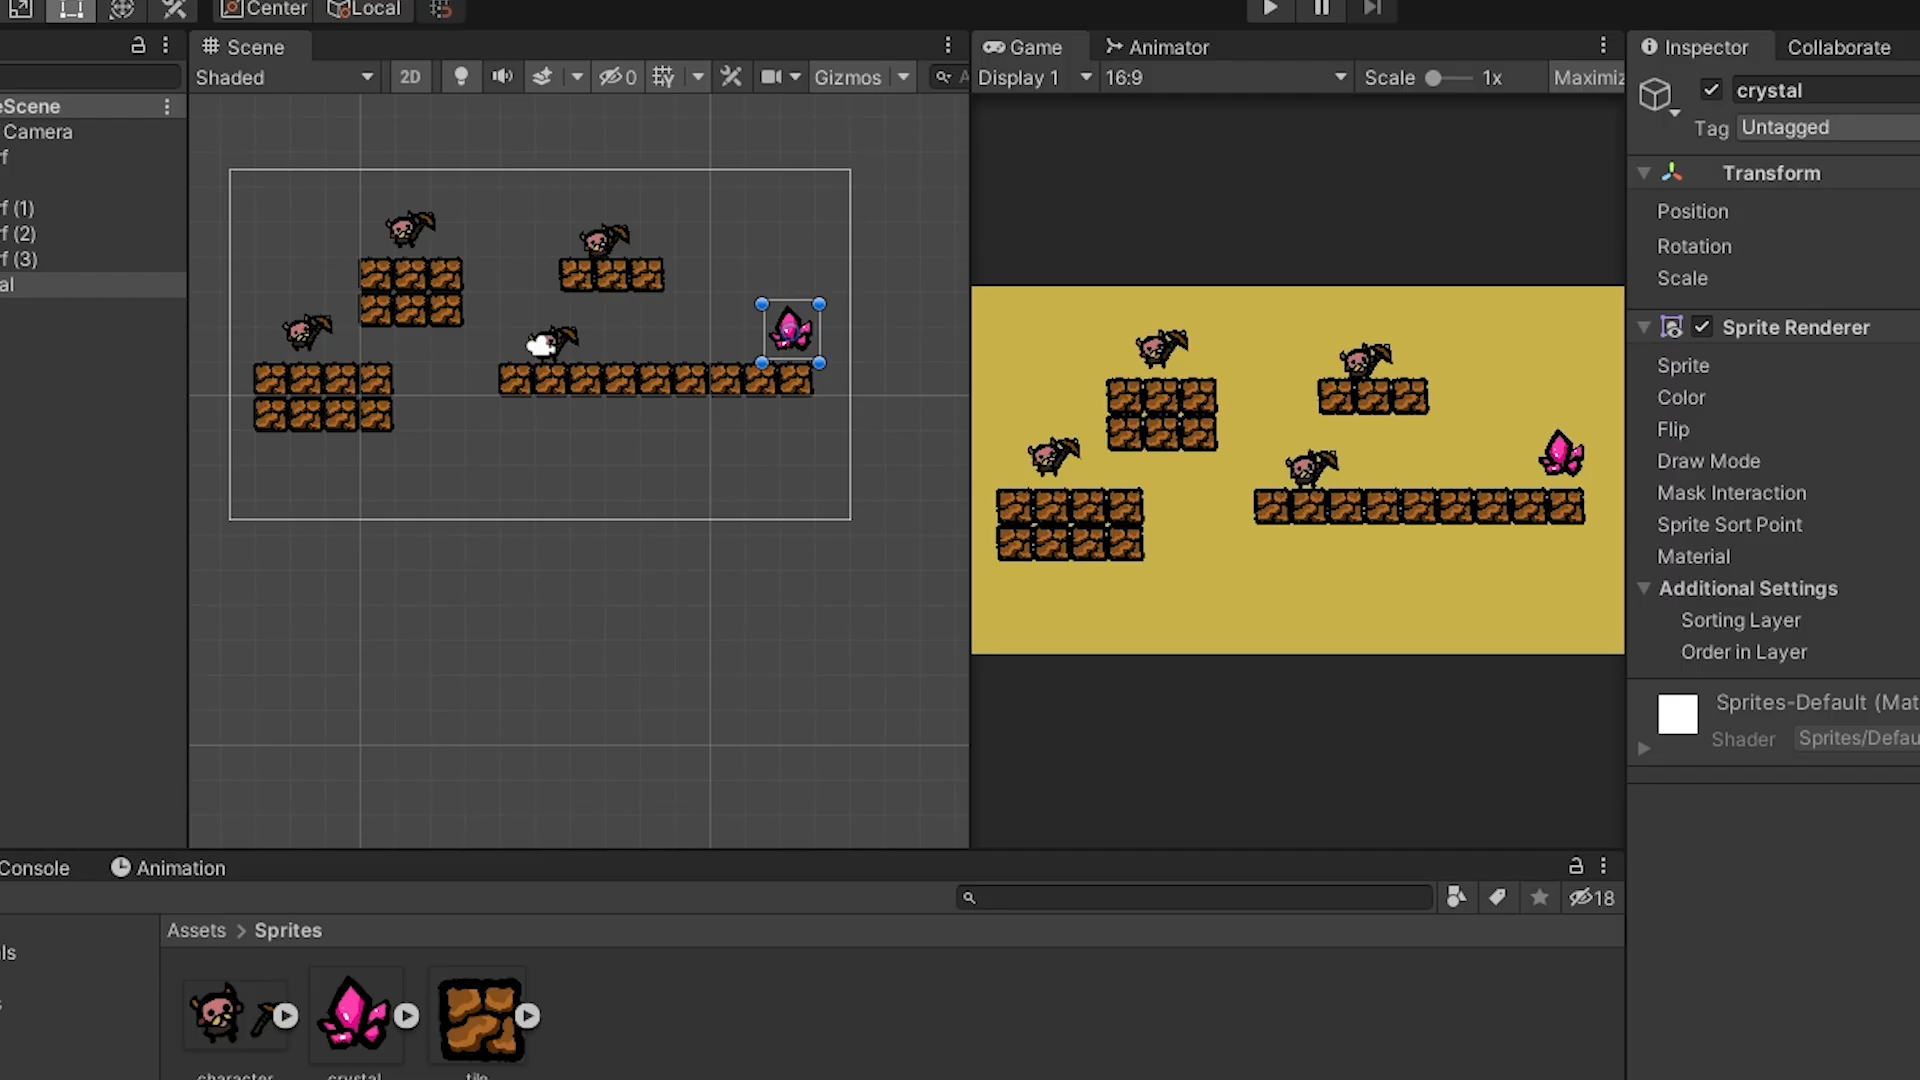 Center
Local
Scene
Game
Animator
Inspector
Collaborate
Shaded
2D
0
Gizmos
A
Display 1
16:9
Scale
1x
Maximiz
crystal
Tag
Untagged
eScene
Camera
f
f (1)
f (2)
f (3)
al
Transform
Position
Rotation
Scale
Sprite Renderer
Sprite
Color
Flip
Draw Mode
Mask Interaction
Sprite Sort Point
Material
Additional Settings
Sorting Layer
Order in Layer
Sprites-Default (Mat
Shader
Sprites/Defau
Console
Animation
18
Assets > Sprites
ls
character
crystal
tile